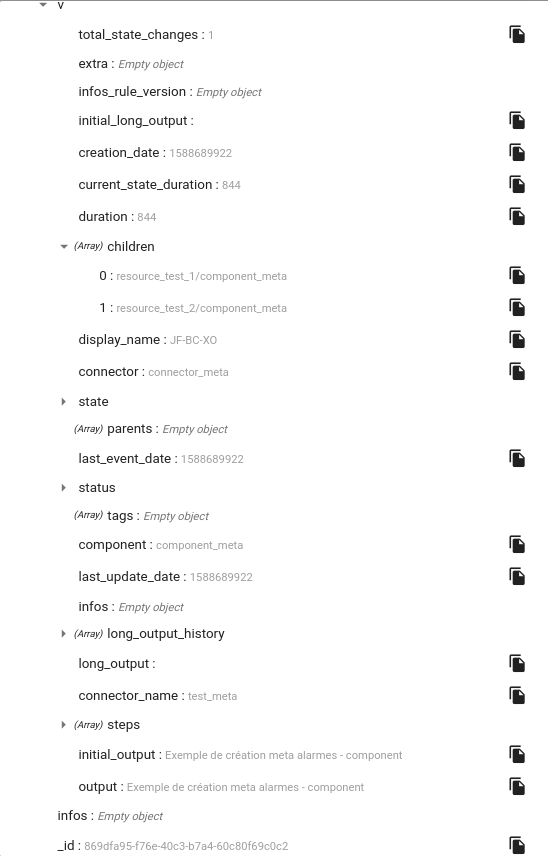 v
total_state_changes : 1
extra : Empty object
infos_rule_version : Empty object
initial_long_output :
creation_date : 1588689922
current_state_duration : 844
duration : 844
(Array) children
0 : resource_test_1/component_meta
1 : resource_test_2/component_meta
display_name : JF-BC-XO
connector : connector_meta
state
(Array) parents : Empty object
last_event_date : 1588689922
status
(Array) tags : Empty object
component : component_meta
last_update_date : 1588689922
infos : Empty object
(Array) long_output_history
long_output :
connector_name : test_meta
(Array) steps
initial_output : Exemple de création meta alarmes - component
output : Exemple de création meta alarmes - component
infos : Empty object
_id : 869dfa95-f76e-40c3-b7a4-60c80f69c0c2